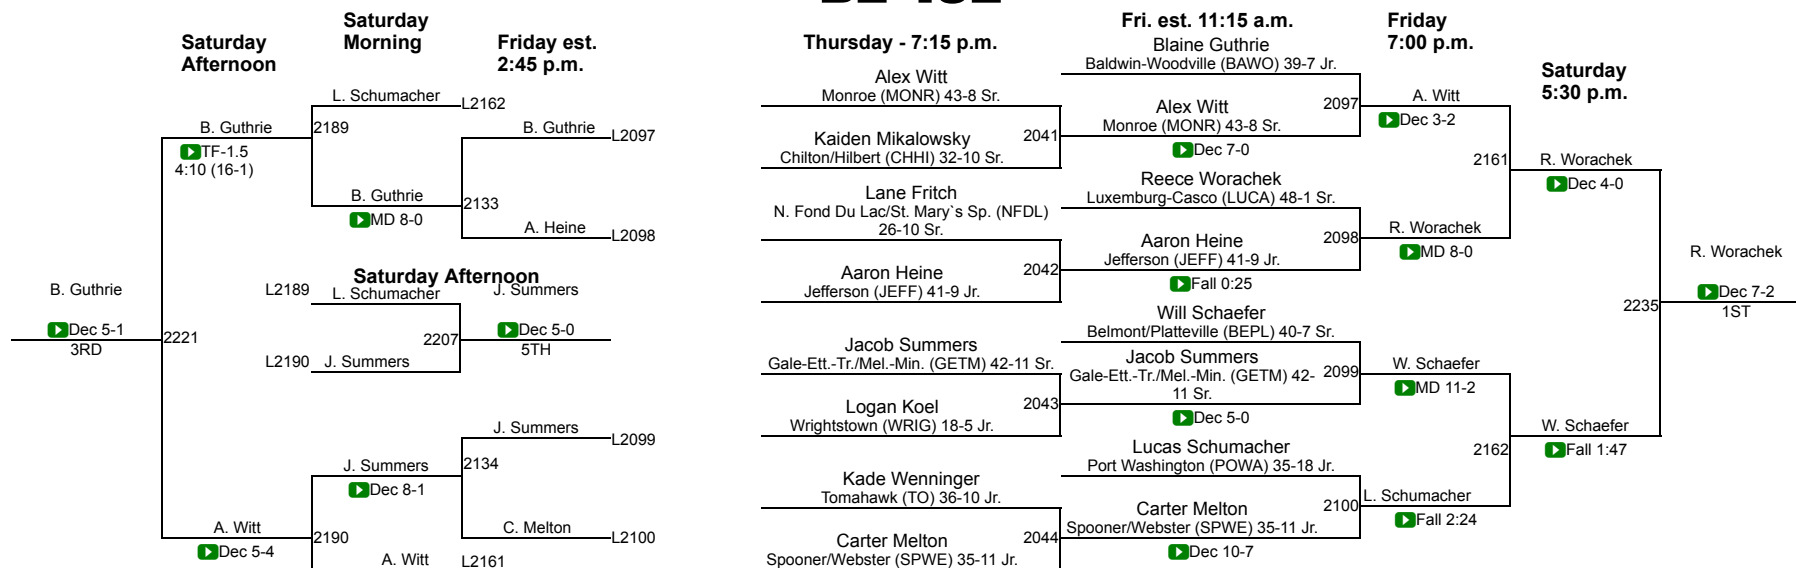 Saturday
Afternoon
Saturday
Morning
Friday est.
2:45 p.m.
L. Schumacher
L2162
B. Guthrie
2189
B. Guthrie
L2097
TF-1.5
4:10 (16-1)
B. Guthrie
2133
MD 8-0
A. Heine
L2098
Saturday Afternoon
B. Guthrie
L2189
L. Schumacher
J. Summers
Dec 5-1
3RD
2221
2207
Dec 5-0
5TH
L2190
J. Summers
J. Summers
L2099
J. Summers
2134
Dec 8-1
A. Witt
2190
C. Melton
L2100
Dec 5-4
A. Witt
L2161
Thursday - 7:15 p.m.
Alex Witt
Monroe (MONR) 43-8 Sr.
Kaiden Mikalowsky
2041
Chilton/Hilbert (CHHI) 32-10 Sr.
Lane Fritch
N. Fond Du Lac/St. Mary`s Sp. (NFDL)
26-10 Sr.
Aaron Heine
2042
Jefferson (JEFF) 41-9 Jr.
Jacob Summers
Gale-Ett.-Tr./Mel.-Min. (GETM) 42-11 Sr.
Logan Koel
2043
Wrightstown (WRIG) 18-5 Jr.
Kade Wenninger
Tomahawk (TO) 36-10 Jr.
Carter Melton
2044
Spooner/Webster (SPWE) 35-11 Jr.
Fri. est. 11:15 a.m.
Blaine Guthrie
Baldwin-Woodville (BAWO) 39-7 Jr.
Alex Witt
2097
Monroe (MONR) 43-8 Sr.
Dec 7-0
Reece Worachek
Luxemburg-Casco (LUCA) 48-1 Sr.
Aaron Heine
2098
Jefferson (JEFF) 41-9 Jr.
Fall 0:25
Will Schaefer
Belmont/Platteville (BEPL) 40-7 Sr.
Jacob Summers
Gale-Ett.-Tr./Mel.-Min. (GETM) 42-
2099
11 Sr.
Dec 5-0
Lucas Schumacher
Port Washington (POWA) 35-18 Jr.
Carter Melton
2100
Spooner/Webster (SPWE) 35-11 Jr.
Dec 10-7
Friday
7:00 p.m.
A. Witt
Dec 3-2
2161
R. Worachek
MD 8-0
W. Schaefer
MD 11-2
2162
L. Schumacher
Fall 2:24
Saturday
5:30 p.m.
R. Worachek
Dec 4-0
2235
W. Schaefer
Fall 1:47
R. Worachek
Dec 7-2
1ST